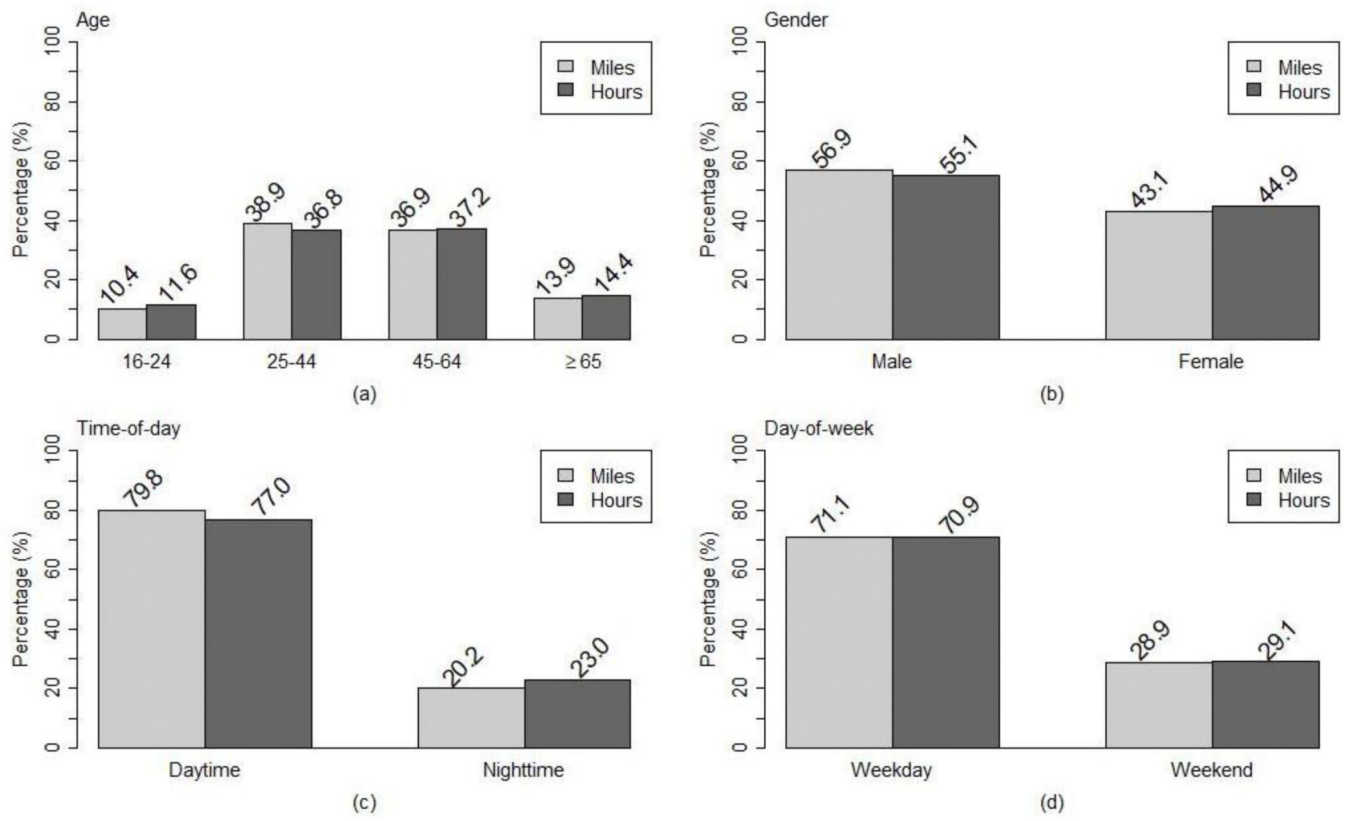 Age
Percentage (%)
0
20
40
60
80
100
Miles
Hours
10.4
11.6
38.9
36.8
36.9
37.2
13.9
14.4
16-24
25-44
45-64
≥ 65
(a)
Gender
Percentage (%)
0
20
40
60
80
100
Miles
Hours
56.9
55.1
43.1
44.9
Male
Female
(b)
Time-of-day
Percentage (%)
0
20
40
60
80
100
Miles
Hours
79.8
77.0
20.2
23.0
Daytime
Nighttime
(c)
Day-of-week
Percentage (%)
0
20
40
60
80
100
Miles
Hours
71.1
70.9
28.9
29.1
Weekday
Weekend
(d)